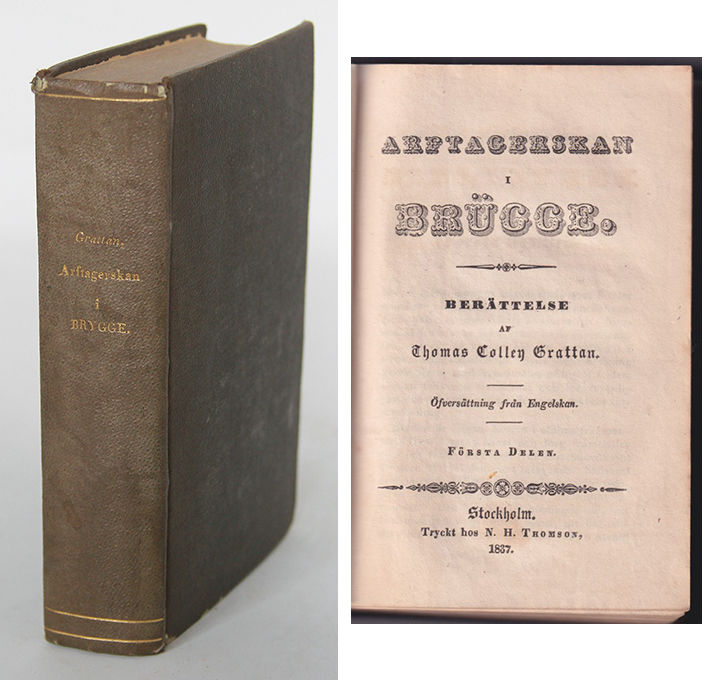 Grattan,
Arftagerskan
i
BRYGGE.
ARFTAGERSKAN
I
BRÜGGE.
BERÄTTELSE
AF
Thomas Colley Grattan.
Öfversättning från Engelskan.
FÖRSTA DELEN.
Stockholm.
Tryckt hos N. H. THOMSON,
1837.